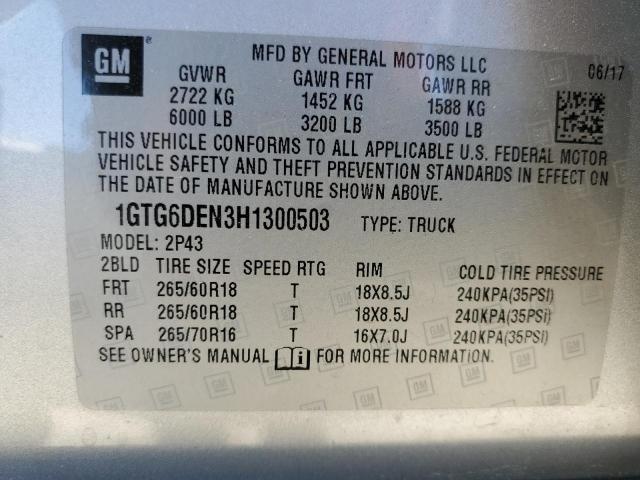 GM ® MFD BY GENERAL MOTORS LLC 06/17
GVWR GAWR FRT GAWR RR
2722 KG 1452 KG 1588 KG
6000 LB 3200 LB 3500 LB
THIS VEHICLE CONFORMS TO ALL APPLICABLE U.S. FEDERAL MOTOR
VEHICLE SAFETY AND THEFT PREVENTION STANDARDS IN EFFECT ON
THE DATE OF MANUFACTURE SHOWN ABOVE.
1GTG6DEN3H1300503 TYPE: TRUCK
MODEL: 2P43
2BLD TIRE SIZE SPEED RTG RIM COLD TIRE PRESSURE
FRT 265/60R18 T 18X8.5J 240KPA(35PSI)
RR 265/60R18 T 18X8.5J 240KPA(35PSI)
SPA 265/70R16 T 16X7.0J 240KPA(35PSI)
SEE OWNER'S MANUAL i FOR MORE INFORMATION.